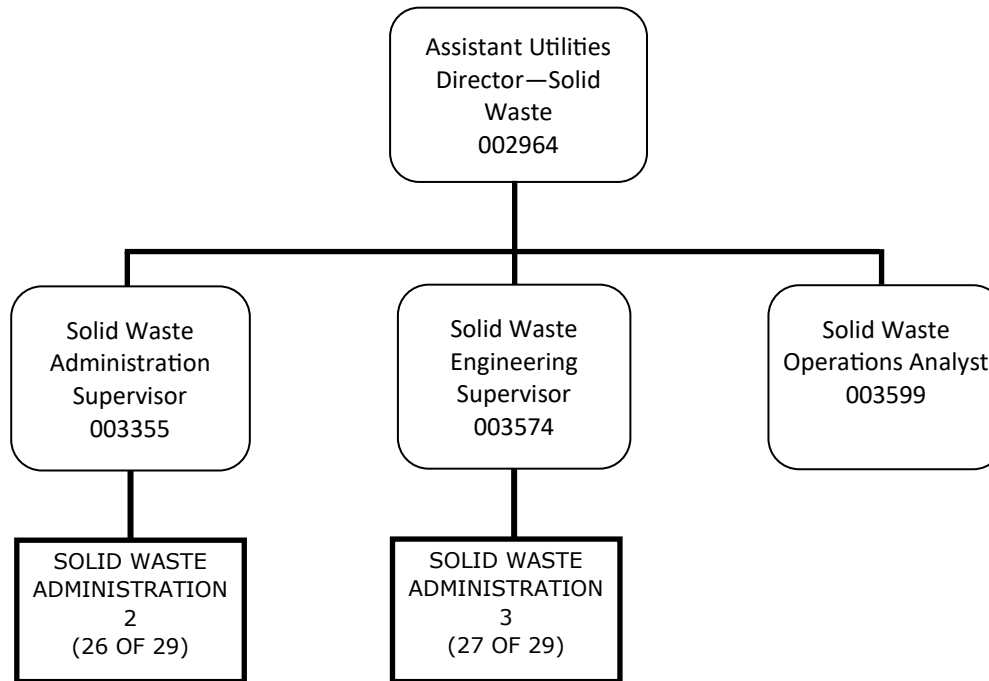 Assistant Utilities
Director—Solid
Waste
002964
Solid Waste
Administration
Supervisor
003355
Solid Waste
Engineering
Supervisor
003574
Solid Waste
Operations Analyst
003599
SOLID WASTE
ADMINISTRATION
2
(26 OF 29)
SOLID WASTE
ADMINISTRATION
3
(27 OF 29)